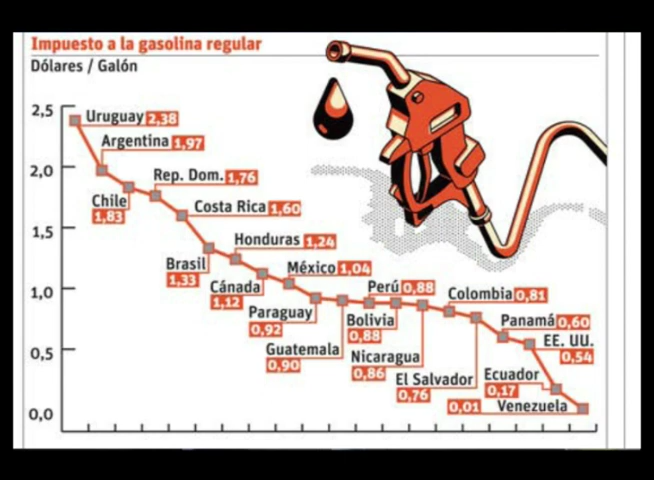 Impuesto a la gasolina regular
Dólares / Galón
2,5
2,0
1,5
1,0
0,5
0,0
Uruguay 2,38
Argentina 1,97
Chile
1,83
Rep. Dom. 1,76
Costa Rica 1,60
Brasil
1,33
Honduras 1,24
Cánada
1,12
México 1,04
Paraguay
0,92
Guatemala
0,90
Perú 0,88
Bolivia
0,88
Nicaragua
0,86
Colombia 0,81
El Salvador
0,76
Panamá 0,60
EE. UU.
0,54
Ecuador
0,17
0,01 Venezuela